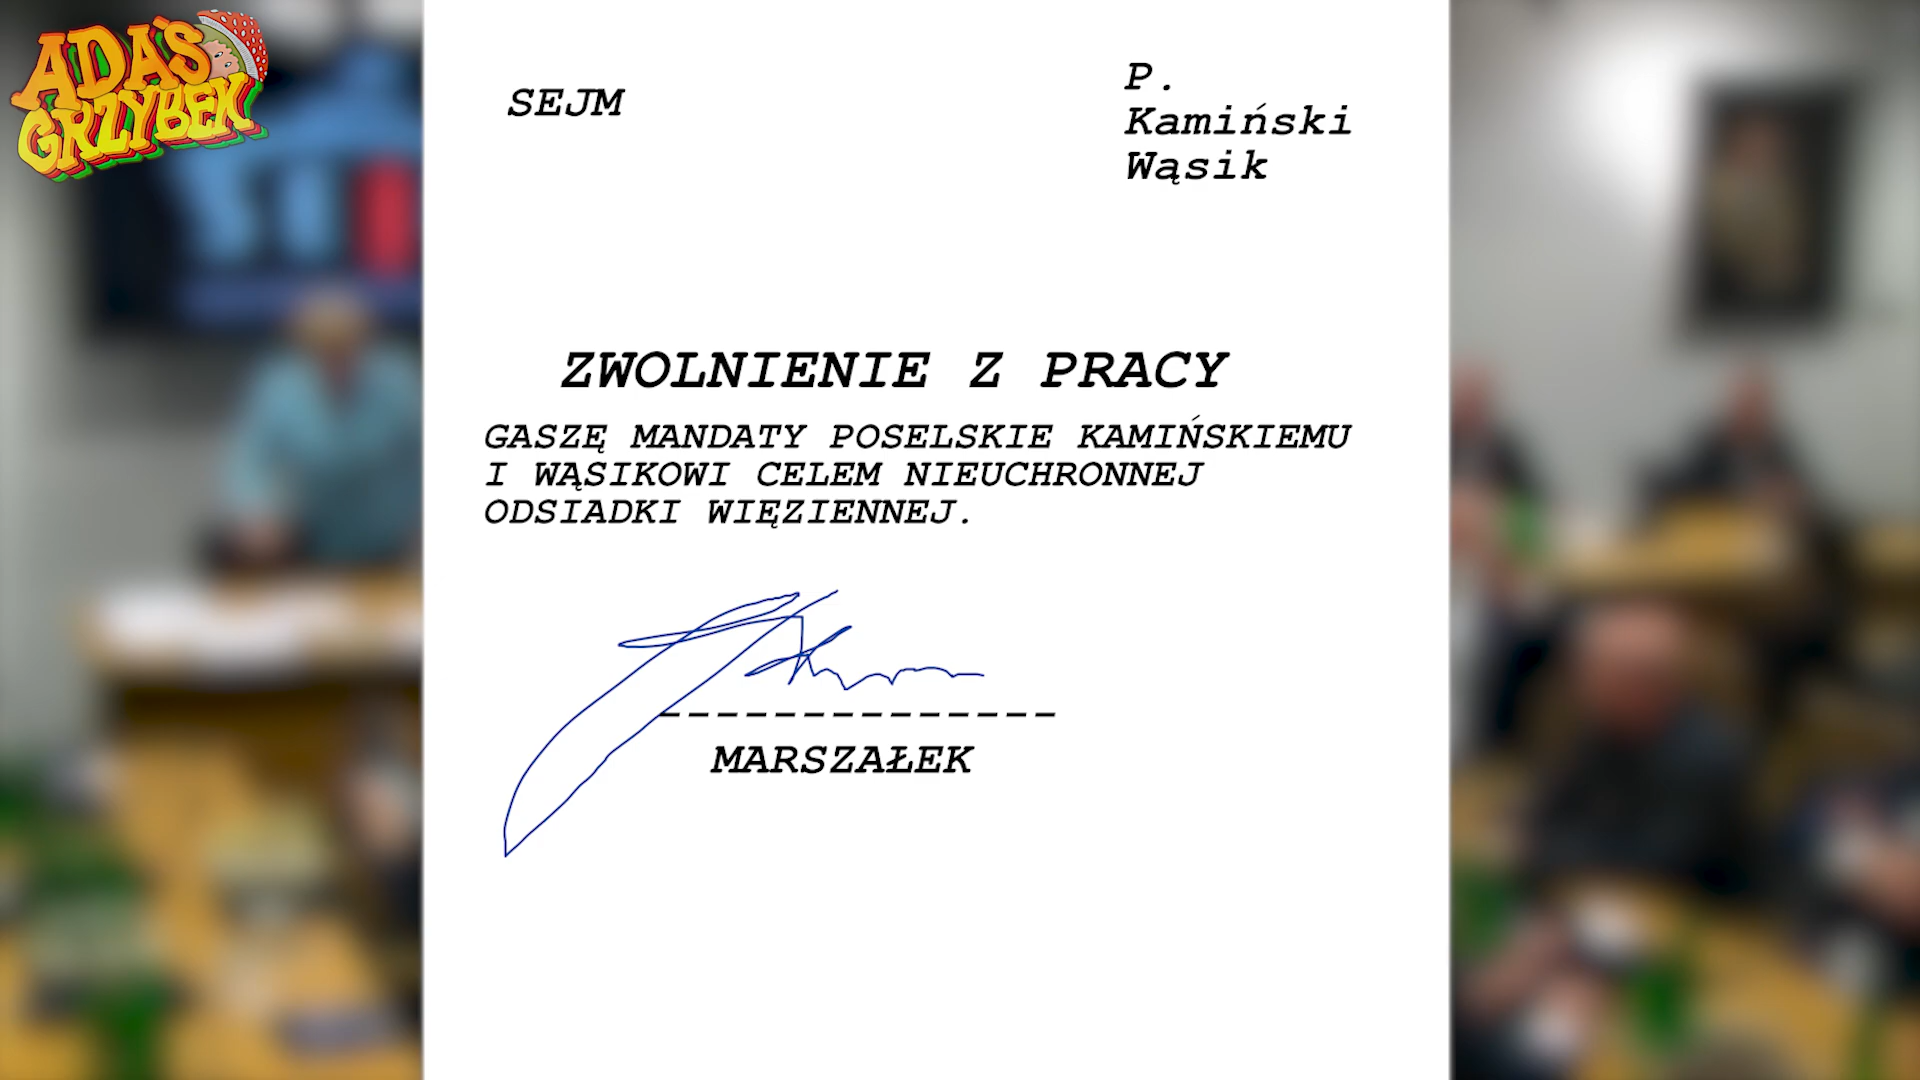 ADAŚ
GRZYBEK
SEJM
P.
Kamiński
Wąsik
ZWOLNIENIE Z PRACY
GASZĘ MANDATY POSELSKIE KAMIŃSKIEMU
I WĄSIKOWI CELEM NIEUCHRONNEJ
ODSIADKI WIĘZIENNEJ.
--------------
MARSZAŁEK